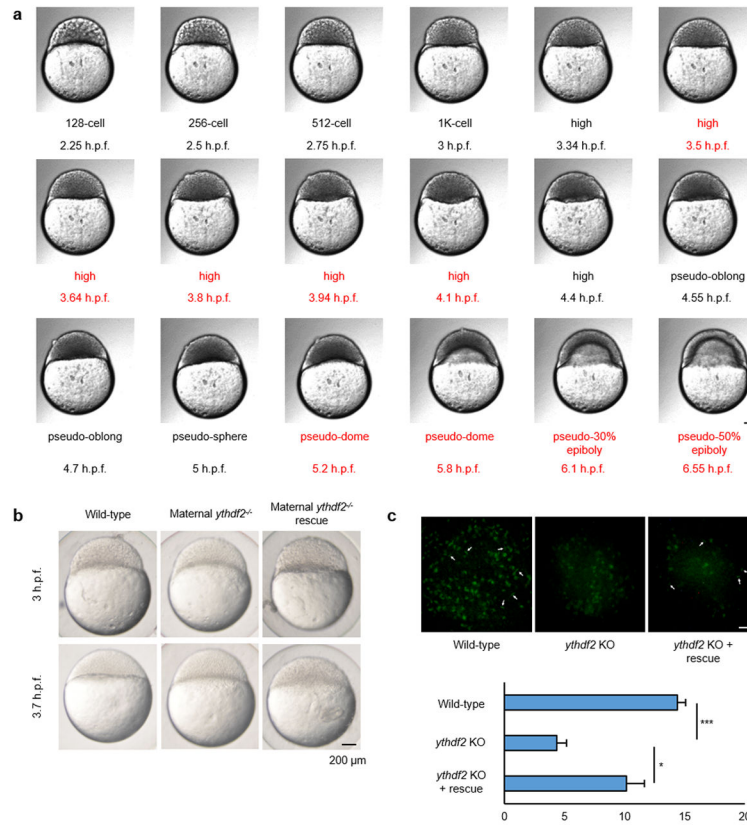 a
128-cell 256-cell 512-cell 1K-cell high high
2.25 h.p.f. 2.5 h.p.f. 2.75 h.p.f. 3 h.p.f. 3.34 h.p.f. 3.5 h.p.f.
high high high high high pseudo-oblong
3.64 h.p.f. 3.8 h.p.f. 3.94 h.p.f. 4.1 h.p.f. 4.4 h.p.f. 4.55 h.p.f.
pseudo-oblong pseudo-sphere pseudo-dome pseudo-dome pseudo-30% pseudo-50%
epiboly epiboly
4.7 h.p.f. 5 h.p.f. 5.2 h.p.f. 5.8 h.p.f. 6.1 h.p.f. 6.55 h.p.f.
b
Wild-type Maternal ythdf2-/- Maternal ythdf2-/-
rescue
3 h.p.f.
3.7 h.p.f.
200 µm
c
Wild-type ythdf2 KO ythdf2 KO +
rescue
Wild-type
***
ythdf2 KO
*
ythdf2 KO
+ rescue
0 5 10 15 20